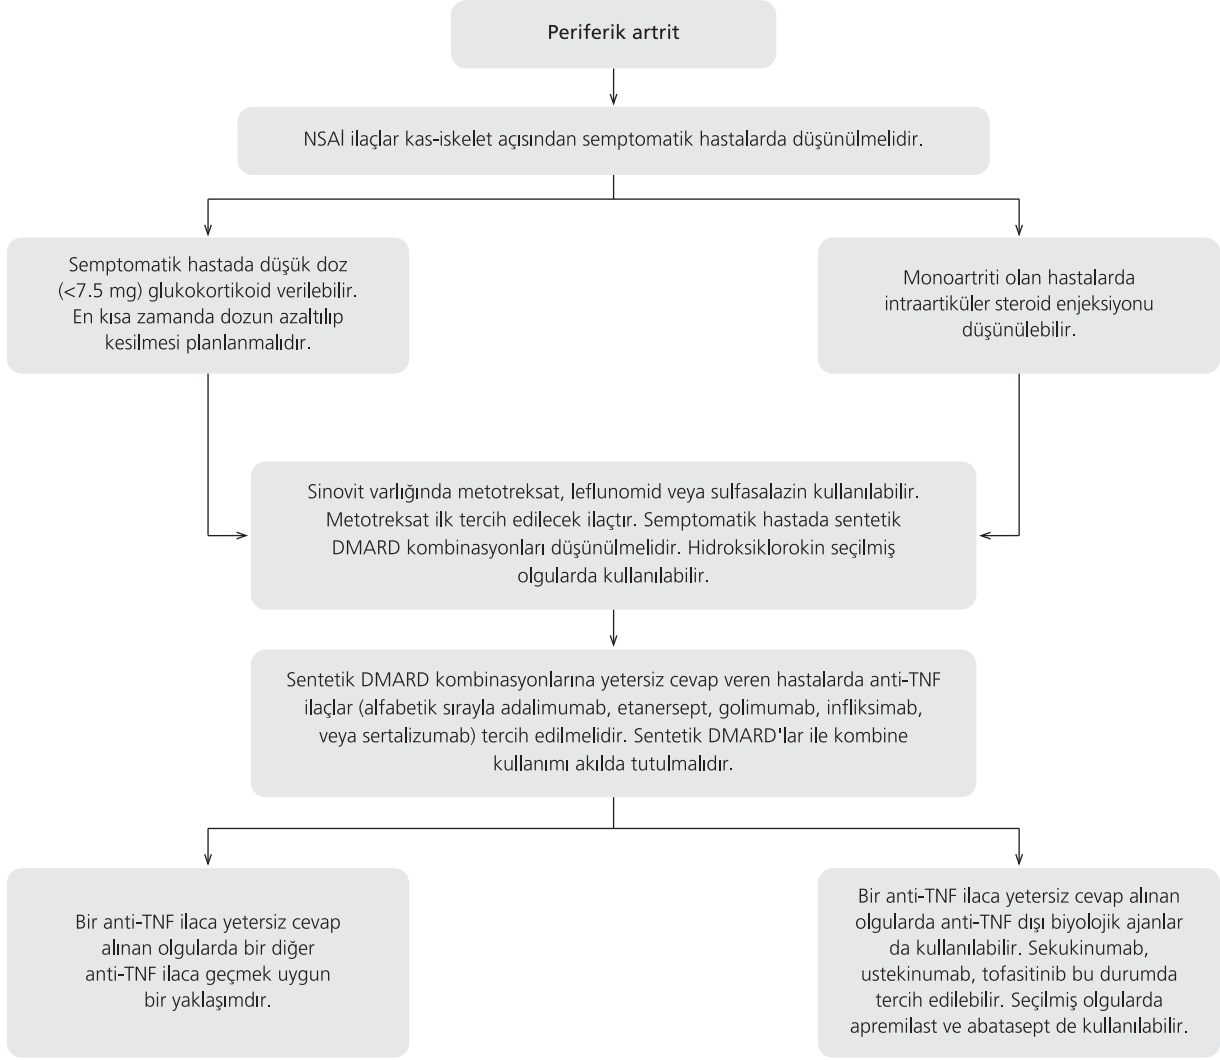 Periferik artrit
NSAİ ilaçlar kas-iskelet açısından semptomatik hastalarda düşünülmelidir.
Semptomatik hastada düşük doz
(<7.5 mg) glukokortikoid verilebilir.
En kısa zamanda dozun azaltılıp
kesilmesi planlanmalıdır.
Monoartriti olan hastalarda
intraartiküler steroid enjeksiyonu
düşünülebilir.
Sinovit varlığında metotreksat, leflunomid veya sulfasalazin kullanılabilir.
Metotreksat ilk tercih edilecek ilaçtır. Semptomatik hastada sentetik
DMARD kombinasyonları düşünülmelidir. Hidroksiklorokin seçilmiş
olgularda kullanılabilir.
Sentetik DMARD kombinasyonlarına yetersiz cevap veren hastalarda anti-TNF
ilaçlar (alfabetik sırayla adalimumab, etanersept, golimumab, infliksimab,
veya sertalizumab) tercih edilmelidir. Sentetik DMARD'lar ile kombine
kullanımı akılda tutulmalıdır.
Bir anti-TNF ilaca yetersiz cevap
alınan olgularda bir diğer
anti-TNF ilaca geçmek uygun
bir yaklaşımdır.
Bir anti-TNF ilaca yetersiz cevap alınan
olgularda anti-TNF dışı biyolojik ajanlar
da kullanılabilir. Sekukinumab,
ustekinumab, tofasitinib bu durumda
tercih edilebilir. Seçilmiş olgularda
apremilast ve abatasept de kullanılabilir.